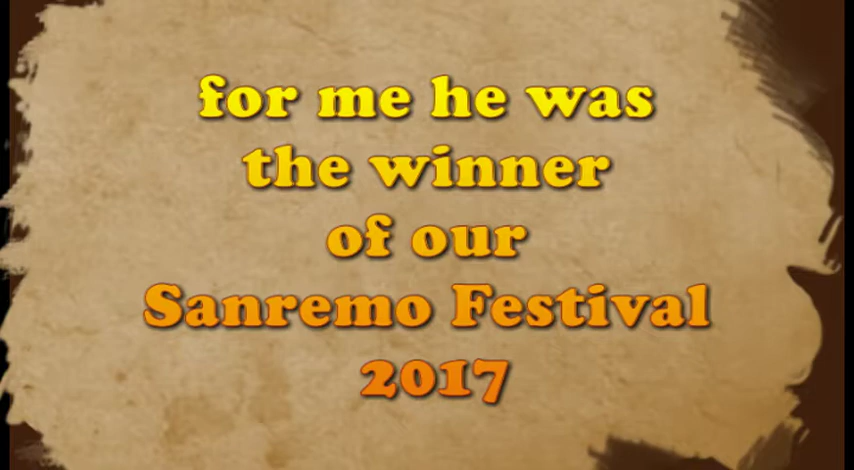 for me he was
the winner
of our
Sanremo Festival
2017